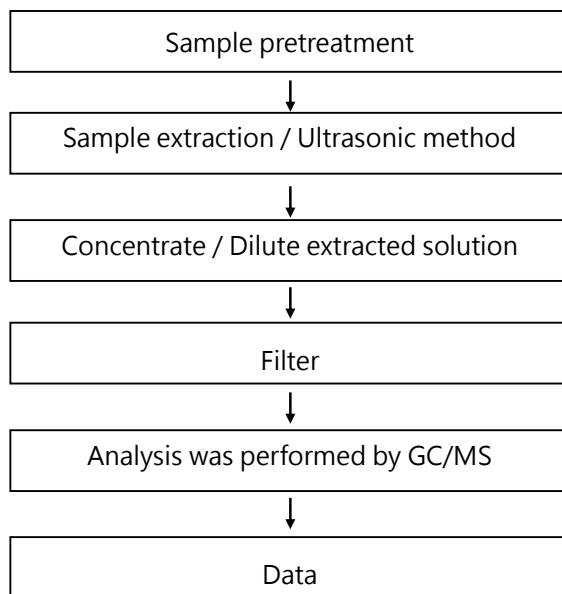 Sample pretreatment
Sample extraction / Ultrasonic method
Concentrate / Dilute extracted solution
Filter
Analysis was performed by GC/MS
Data